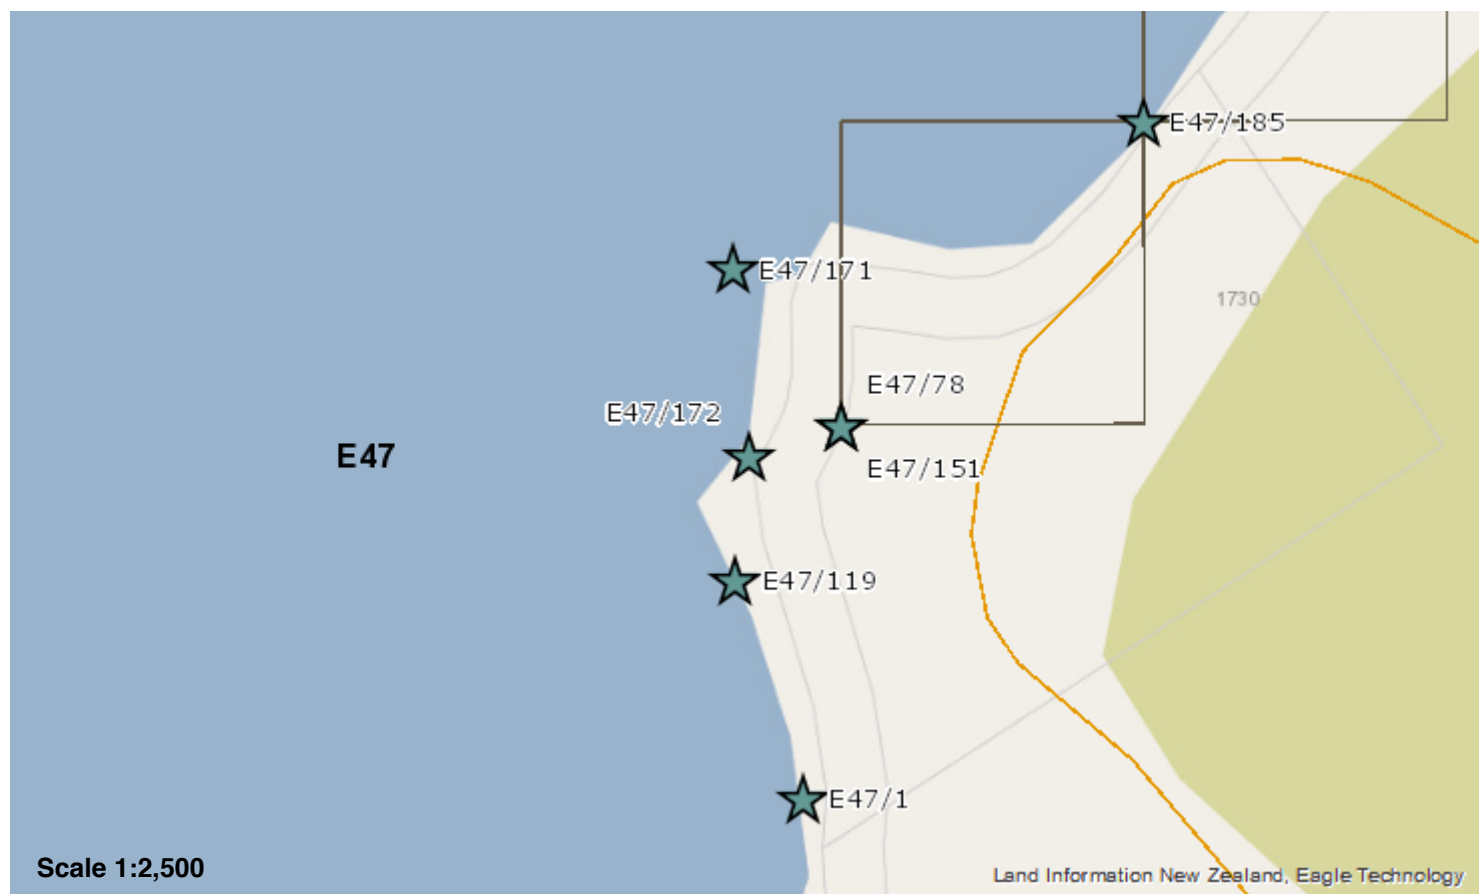 E47/185
E47/171
1730
E47/78
E47/172
E47
E47/151
E47/119
E47/1
Scale 1:2,500
Land Information New Zealand, Eagle Technology